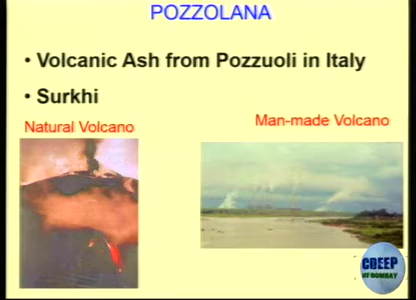 POZZOLANA
• Volcanic Ash from Pozzuoli in Italy
• Surkhi
Natural Volcano
Man-made Volcano
CDEEP
IIT BOMBAY